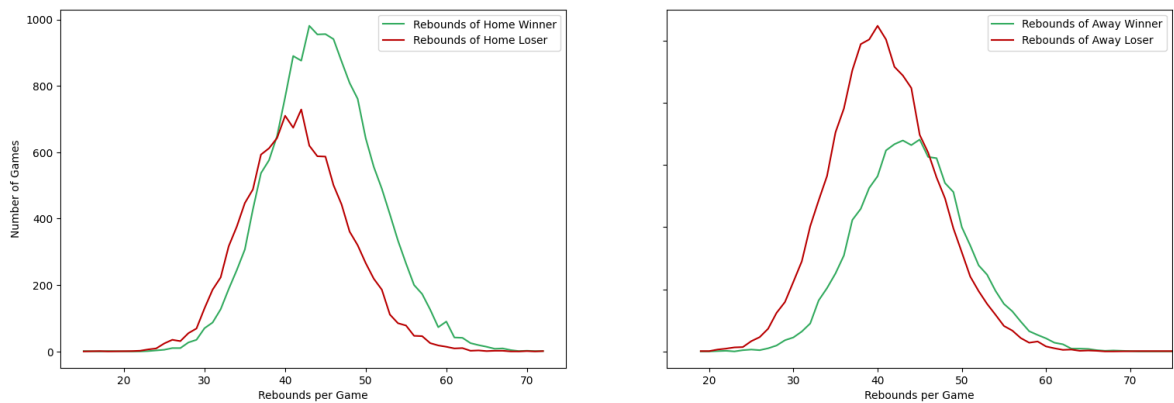 Rebounds of Home Winner
Rebounds of Home Loser
Number of Games
1000
800
600
400
200
0
20 30 40 50 60 70
Rebounds per Game
Rebounds of Away Winner
Rebounds of Away Loser
20 30 40 50 60 70
Rebounds per Game